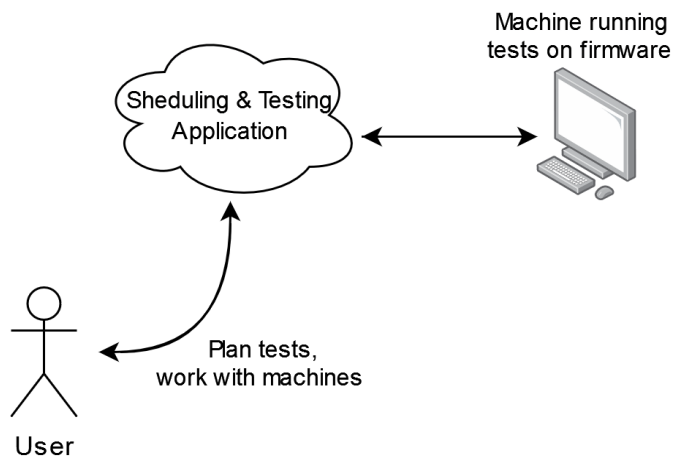 Machine running
tests on firmware
Sheduling & Testing
Application
Plan tests,
work with machines
User